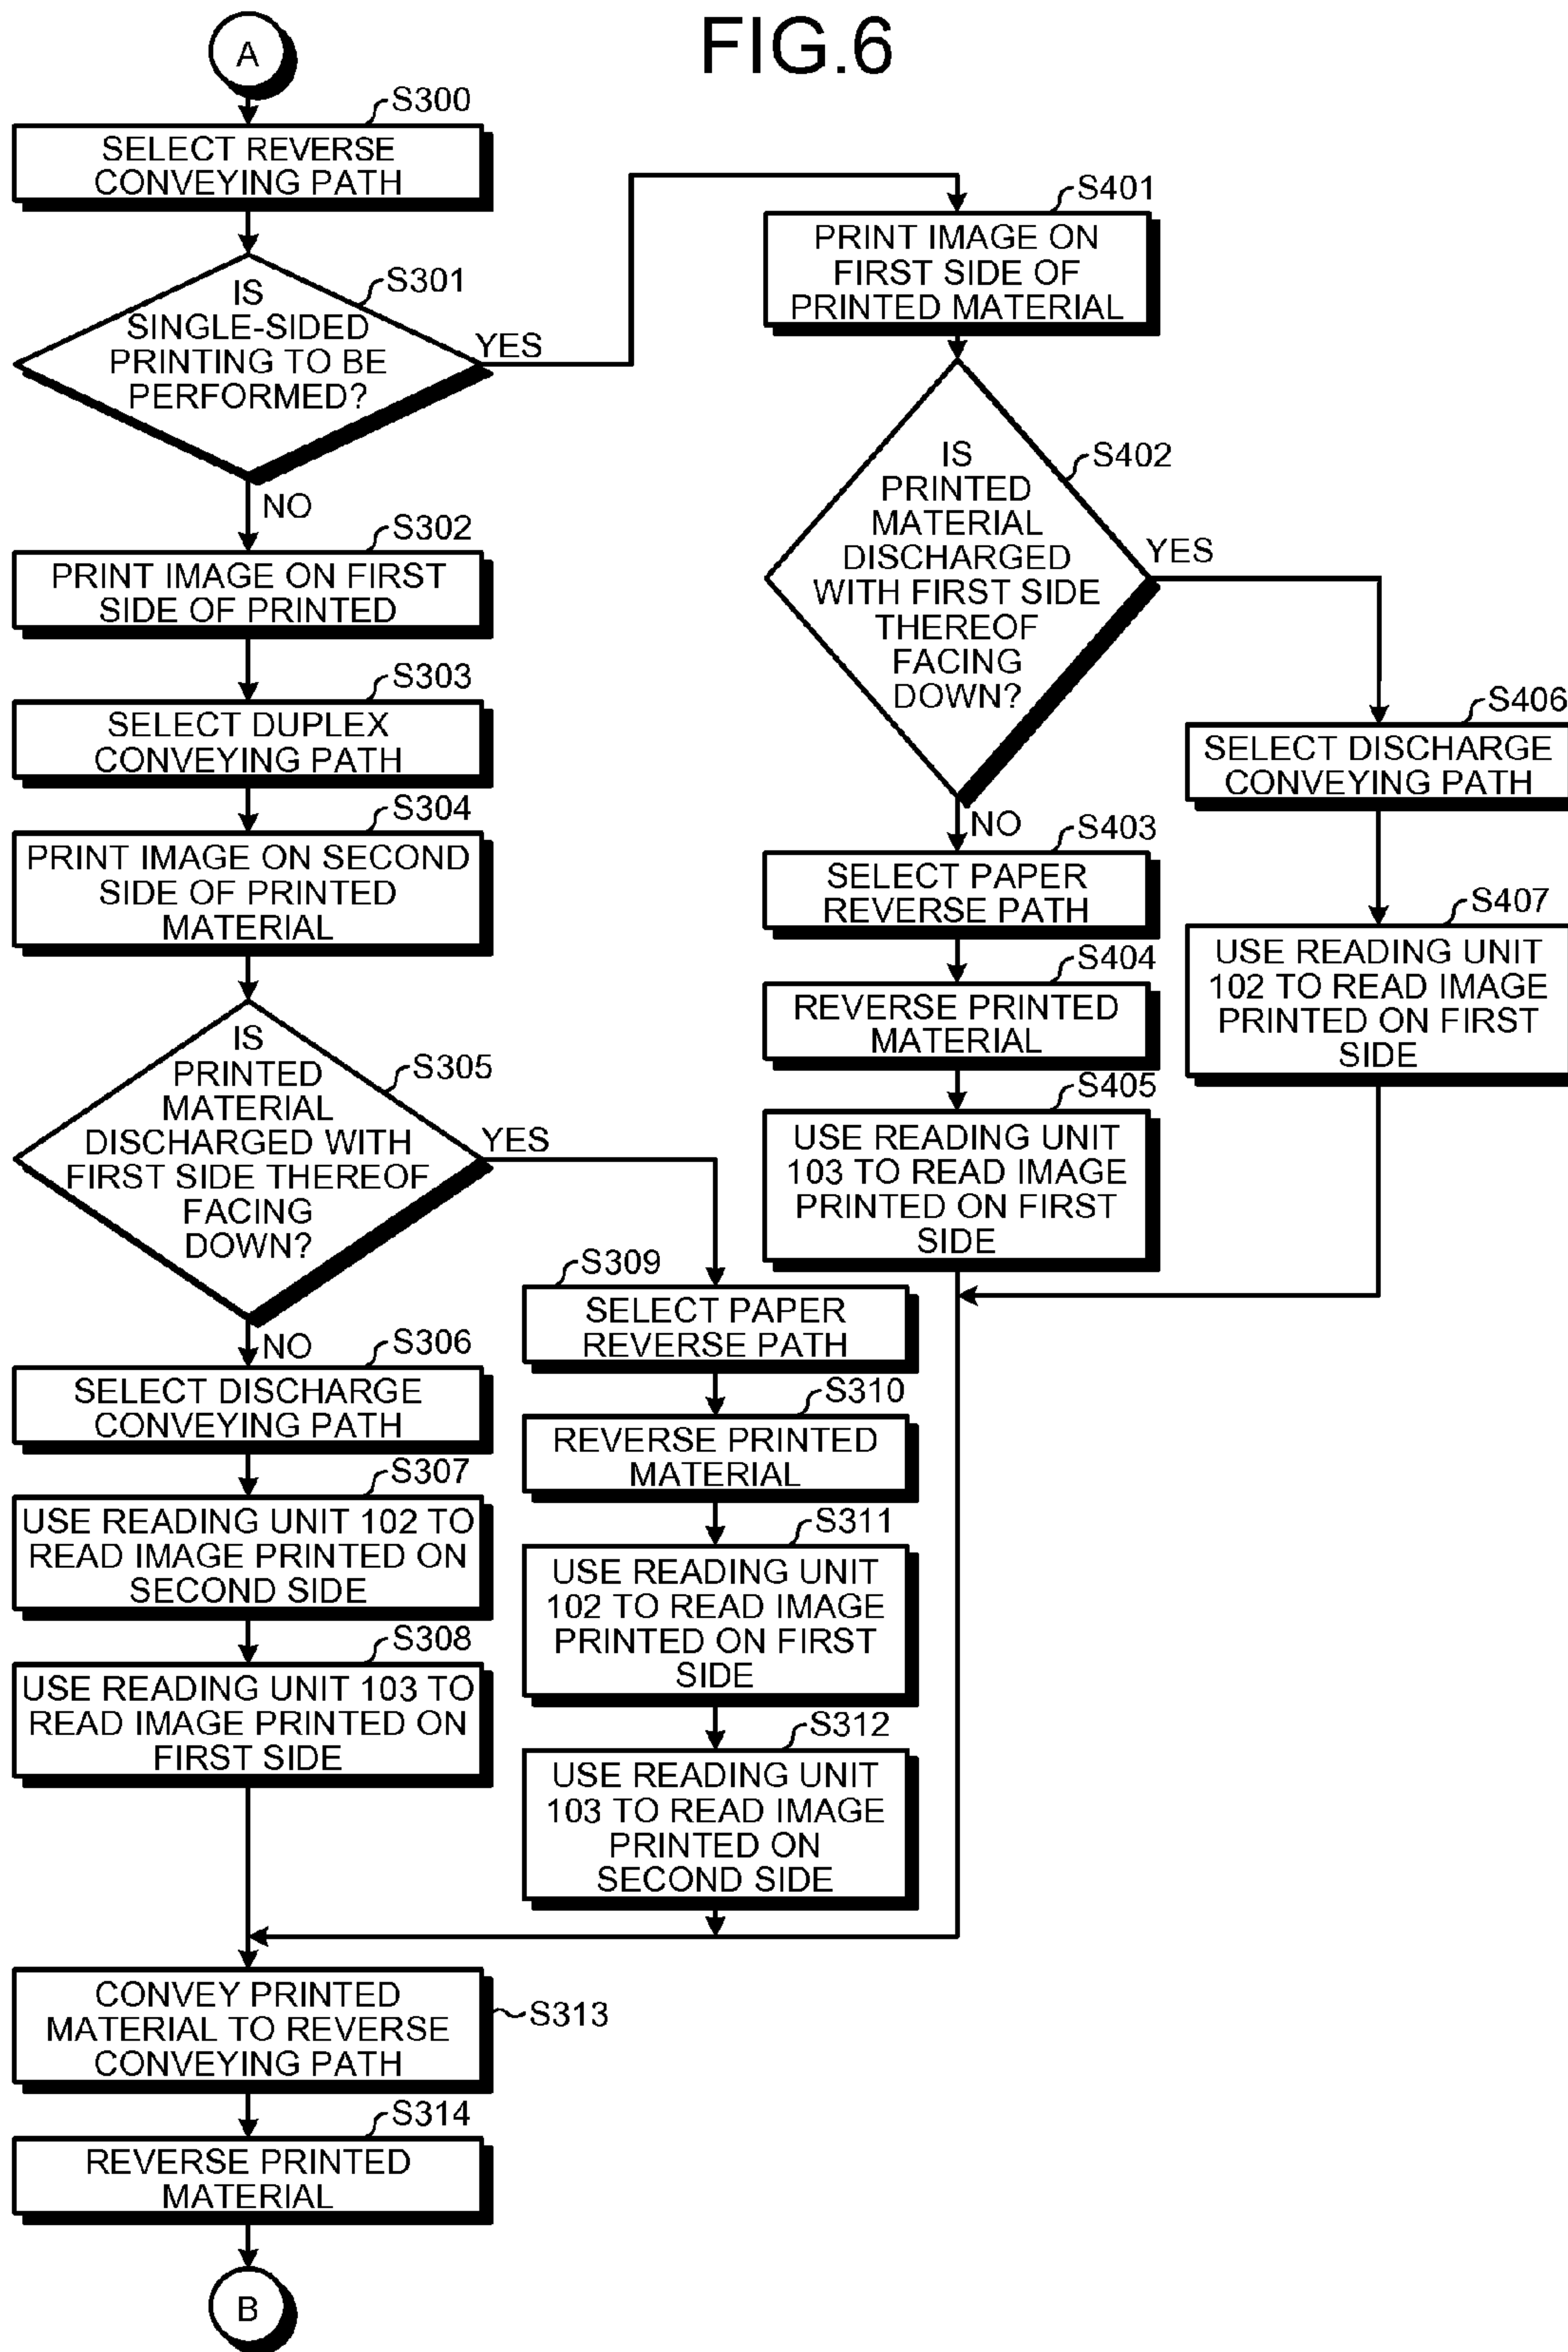 FIG.6
A
S300
SELECT REVERSE
CONVEYING PATH
S301
IS
SINGLE-SIDED
PRINTING TO BE
PERFORMED?
YES
NO
S302
PRINT IMAGE ON FIRST
SIDE OF PRINTED
S303
SELECT DUPLEX
CONVEYING PATH
S304
PRINT IMAGE ON SECOND
SIDE OF PRINTED
MATERIAL
S305
IS
PRINTED
MATERIAL
DISCHARGED WITH
FIRST SIDE THEREOF
FACING
DOWN?
YES
NO
S306
SELECT DISCHARGE
CONVEYING PATH
S307
USE READING UNIT 102 TO
READ IMAGE PRINTED ON
SECOND SIDE
S308
USE READING UNIT 103 TO
READ IMAGE PRINTED ON
FIRST SIDE
S309
SELECT PAPER
REVERSE PATH
S310
REVERSE PRINTED
MATERIAL
S311
USE READING UNIT
102 TO READ IMAGE
PRINTED ON FIRST
SIDE
S312
USE READING UNIT
103 TO READ IMAGE
PRINTED ON
SECOND SIDE
S401
PRINT IMAGE ON
FIRST SIDE OF
PRINTED MATERIAL
S402
IS
PRINTED
MATERIAL
DISCHARGED
WITH FIRST SIDE
THEREOF
FACING
DOWN?
YES
NO
S403
SELECT PAPER
REVERSE PATH
S404
REVERSE PRINTED
MATERIAL
S405
USE READING UNIT
103 TO READ IMAGE
PRINTED ON FIRST
SIDE
S406
SELECT DISCHARGE
CONVEYING PATH
S407
USE READING UNIT
102 TO READ IMAGE
PRINTED ON FIRST
SIDE
CONVEY PRINTED
MATERIAL TO REVERSE
CONVEYING PATH
S313
S314
REVERSE PRINTED
MATERIAL
B